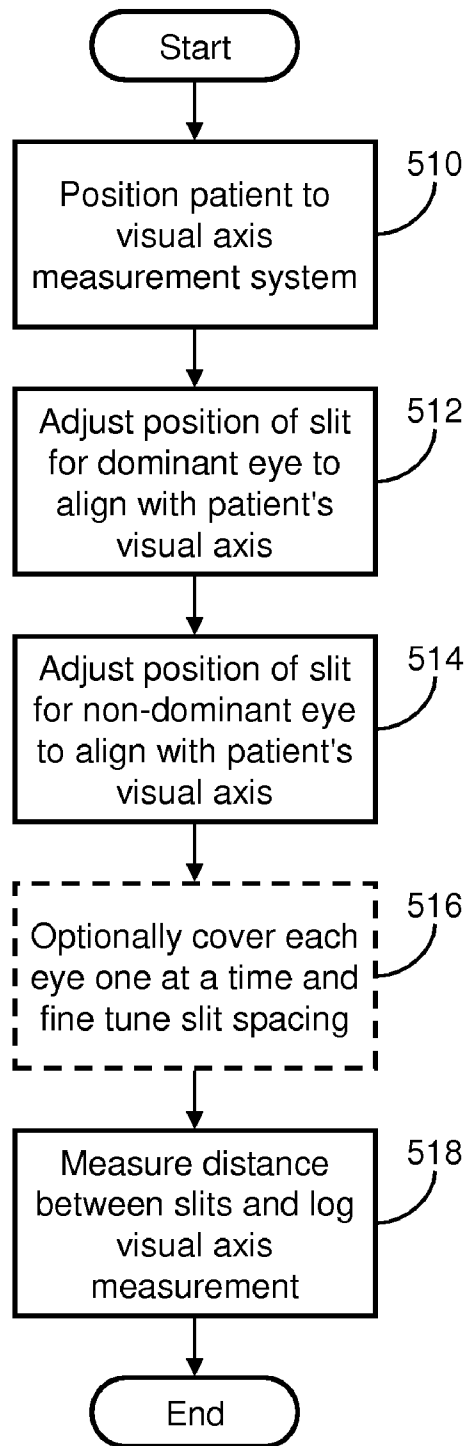 Start
510
Position patient to
visual axis
measurement system
512
Adjust position of slit
for dominant eye to
align with patient's
visual axis
514
Adjust position of slit
for non-dominant eye
to align with patient's
visual axis
516
Optionally cover each
eye one at a time and
fine tune slit spacing
518
Measure distance
between slits and log
visual axis
measurement
End